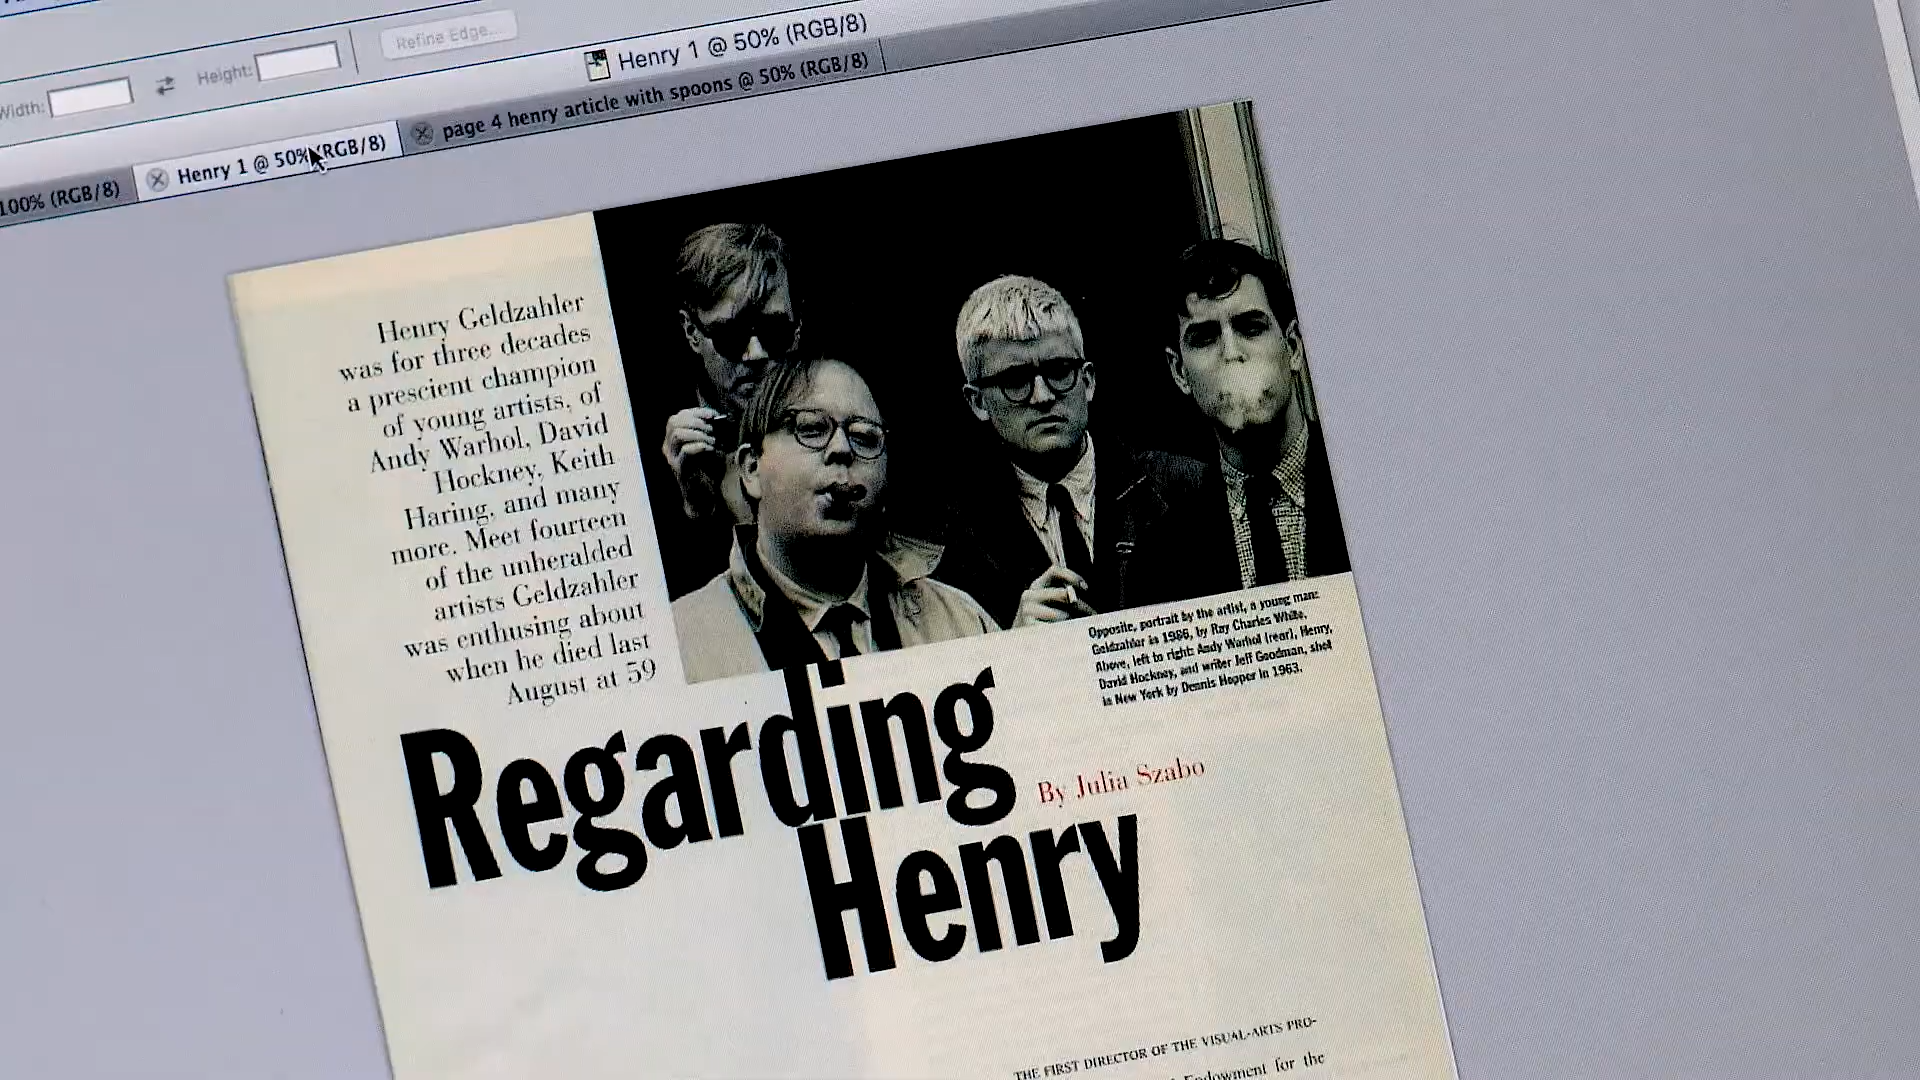 Refine Edge...
Width:
Height:
Henry 1 @ 50% (RGB/8)
100% (RGB/8)
Henry 1 @ 50% (RGB/8)
page 4 henry article with spoons @ 50% (RGB/8)
Henry Geldzahler
was for three decades
a prescient champion
of young artists, of
Andy Warhol, David
Hockney, Keith
Haring, and many
more. Meet fourteen
of the unheralded
artists Geldzahler
was enthusing about
when he died last
August at 59
Opposite, portrait by the artist, a young man:
Geldzahler in 1986, by Ray Charles White.
Above, left to right: Andy Warhol (rear), Henry,
David Hockney, and writer Jeff Goodman, shot
in New York by Dennis Hopper in 1963.
Regarding
Henry
By Julia Szabo
THE FIRST DIRECTOR OF THE VISUAL-ARTS PRO-
Endowment for the